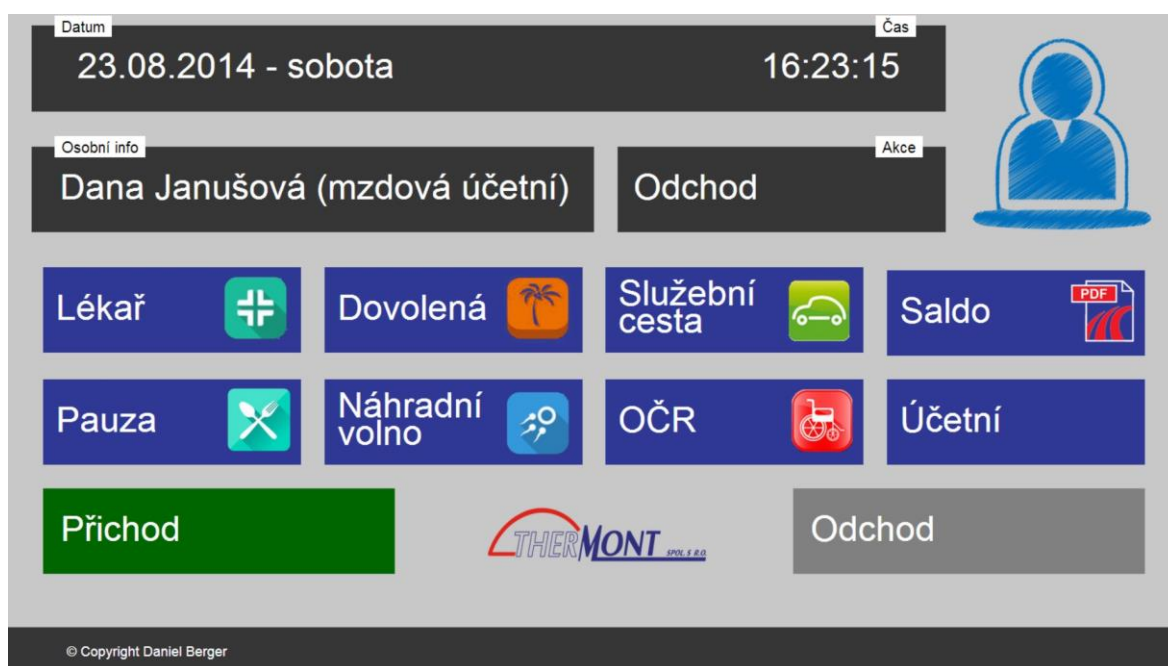 Datum
Čas
23.08.2014 - sobota
16:23:15
Osobní info
Akce
Dana Janušová (mzdová účetní)
Odchod
Lékař
Dovolená
Služební
cesta
Saldo
PDF
Pauza
Náhradní
volno
OČR
Účetní
Přichod
THERMONT SPOL. S R.O.
Odchod
© Copyright Daniel Berger